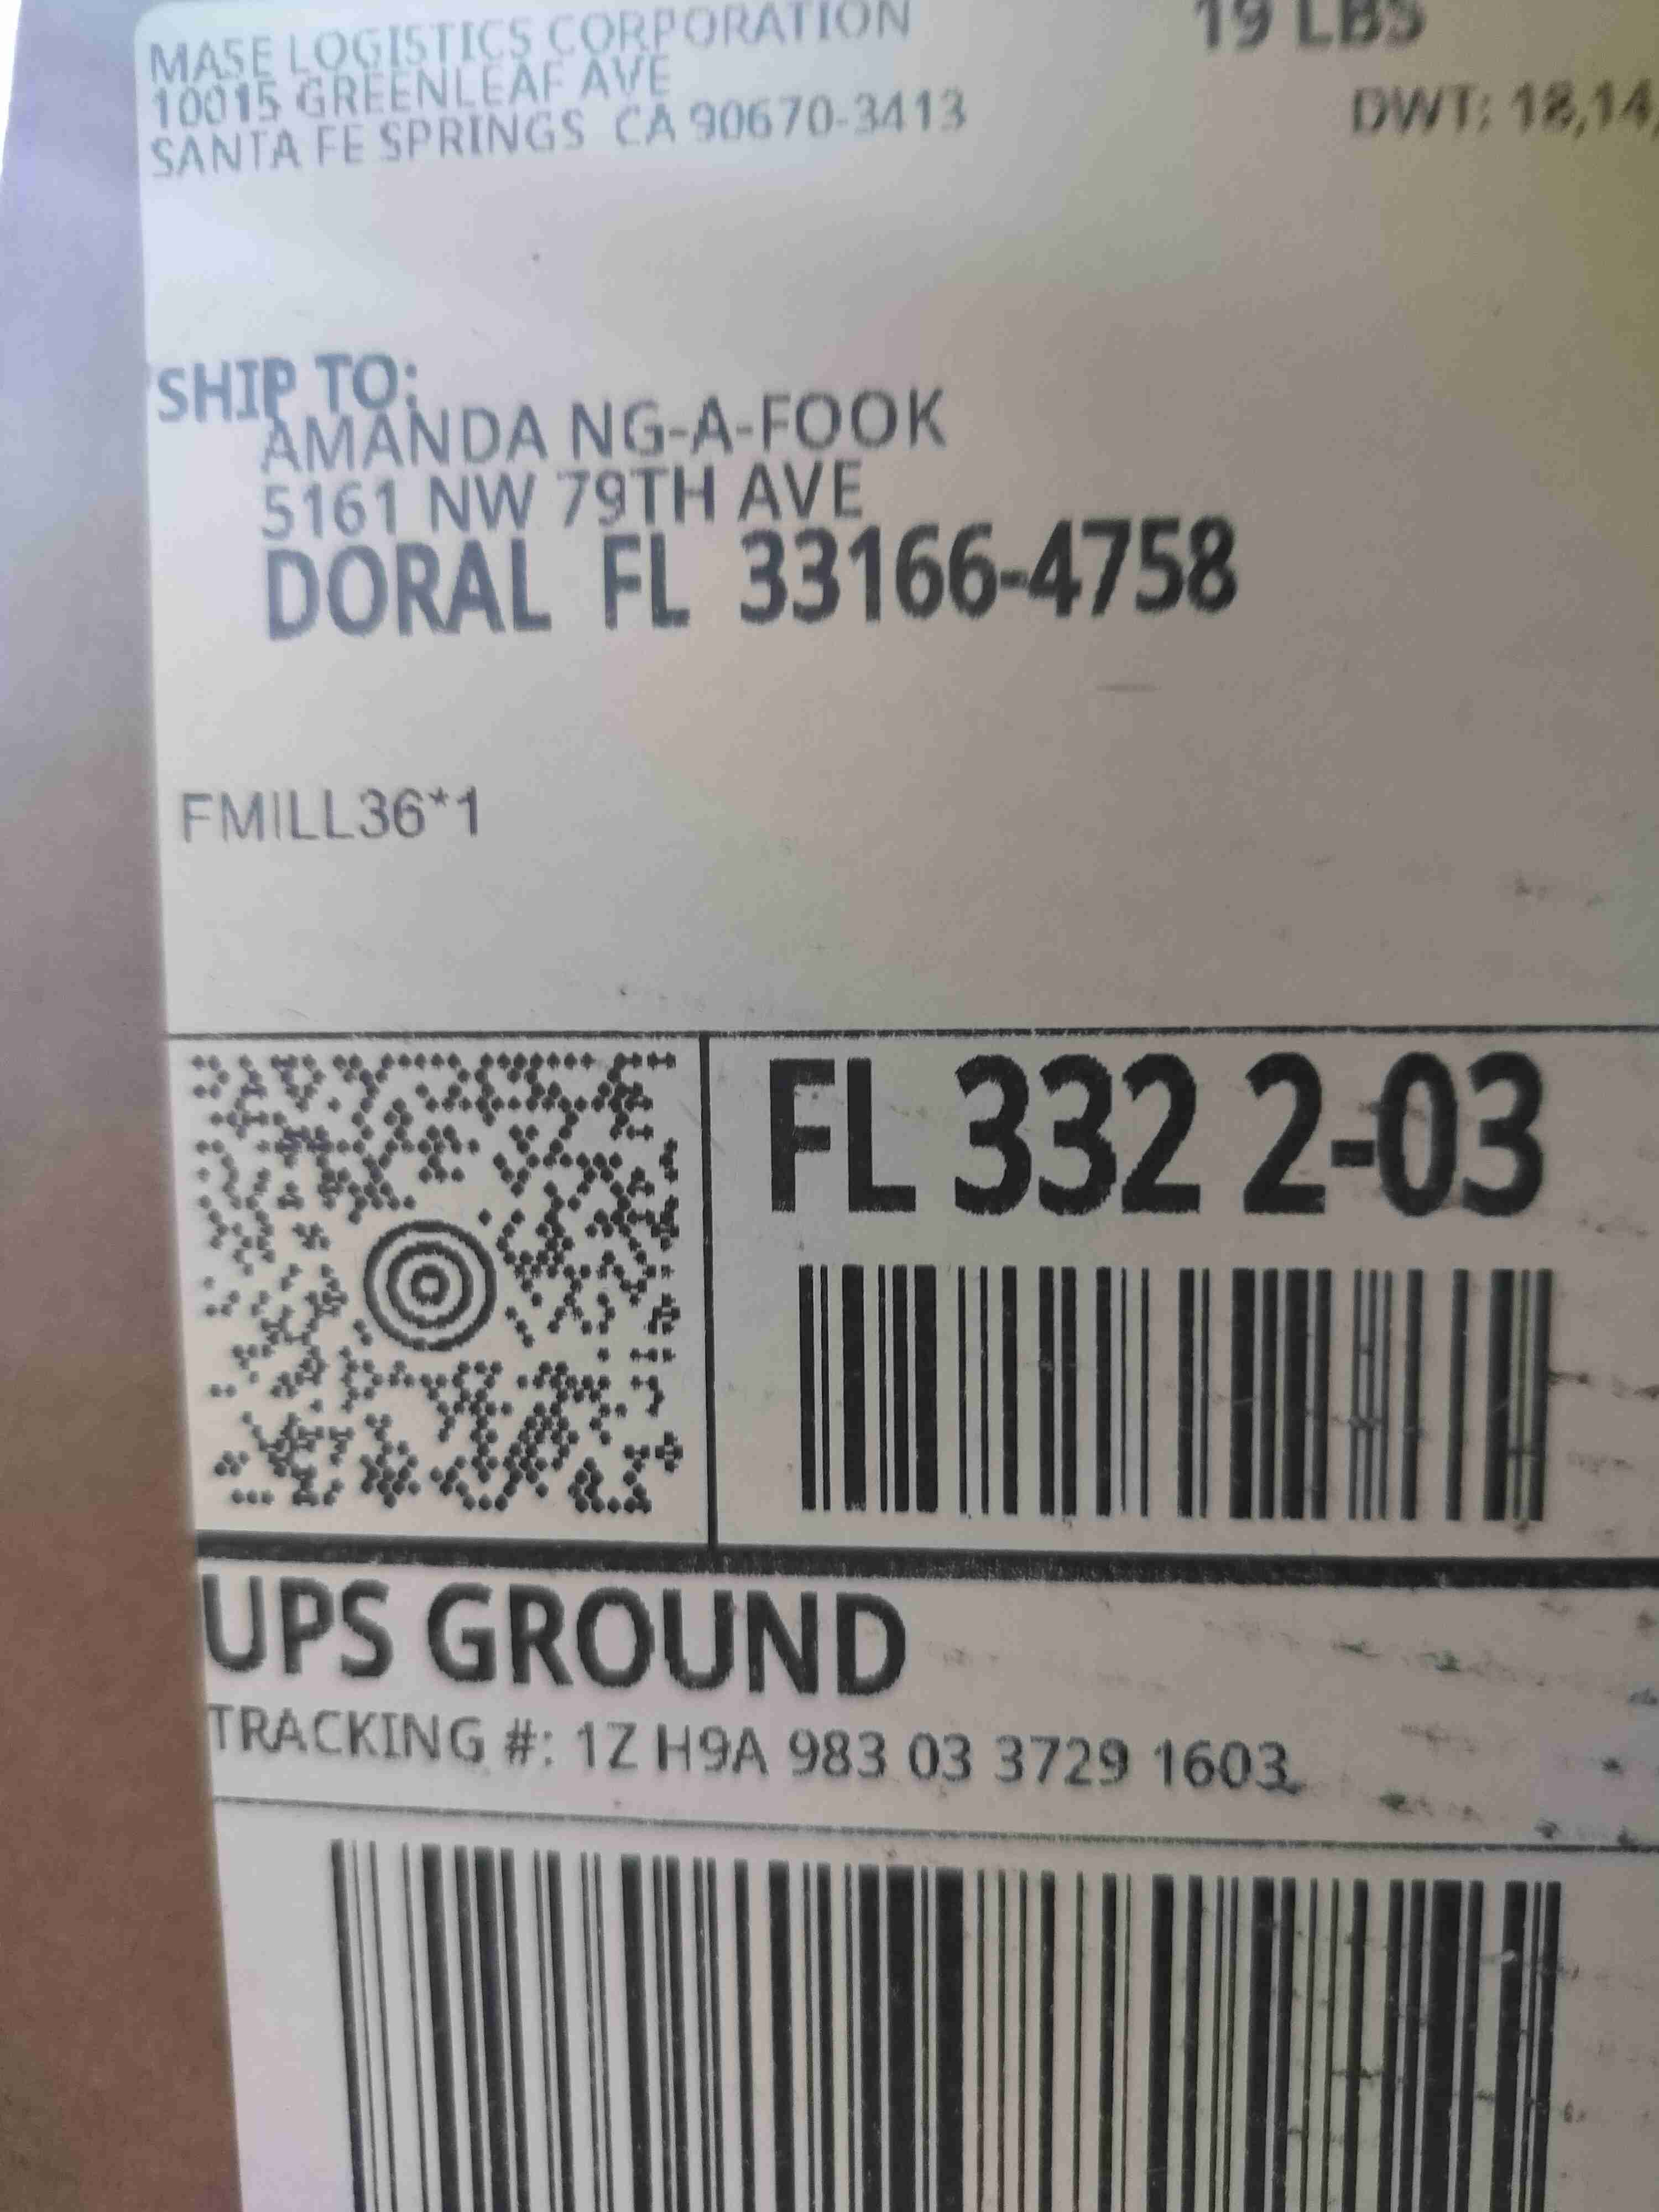 MASE LOGISTICS CORPORATION
10015 GREENLEAF AVE
SANTA FE SPRINGS CA 90670-3413
19 LBS
DWT: 18,14,
SHIP TO:
AMANDA NG-A-FOOK
5161 NW 79TH AVE
DORAL FL 33166-4758
FMILL36*1
FL 332 2-03
UPS GROUND
TRACKING #: 1Z H9A 983 03 3729 1603